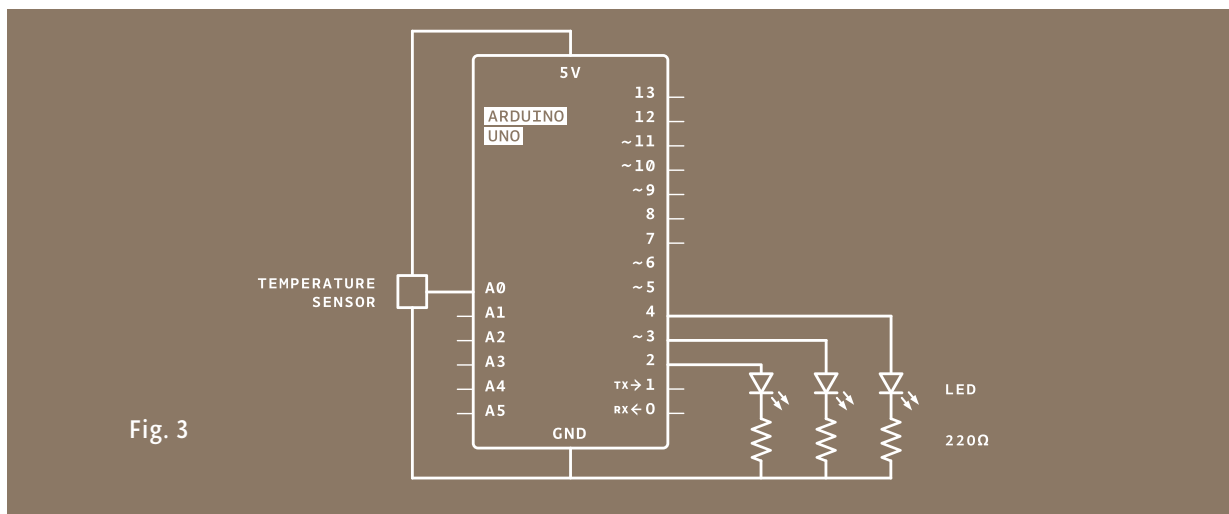 5V
ARDUINO
UNO
13
12
~11
~10
~9
8
7
~6
~5
4
~3
2
TX→1
RX←0
TEMPERATURE
SENSOR
A0
A1
A2
A3
A4
A5
GND
LED
220Ω
Fig. 3